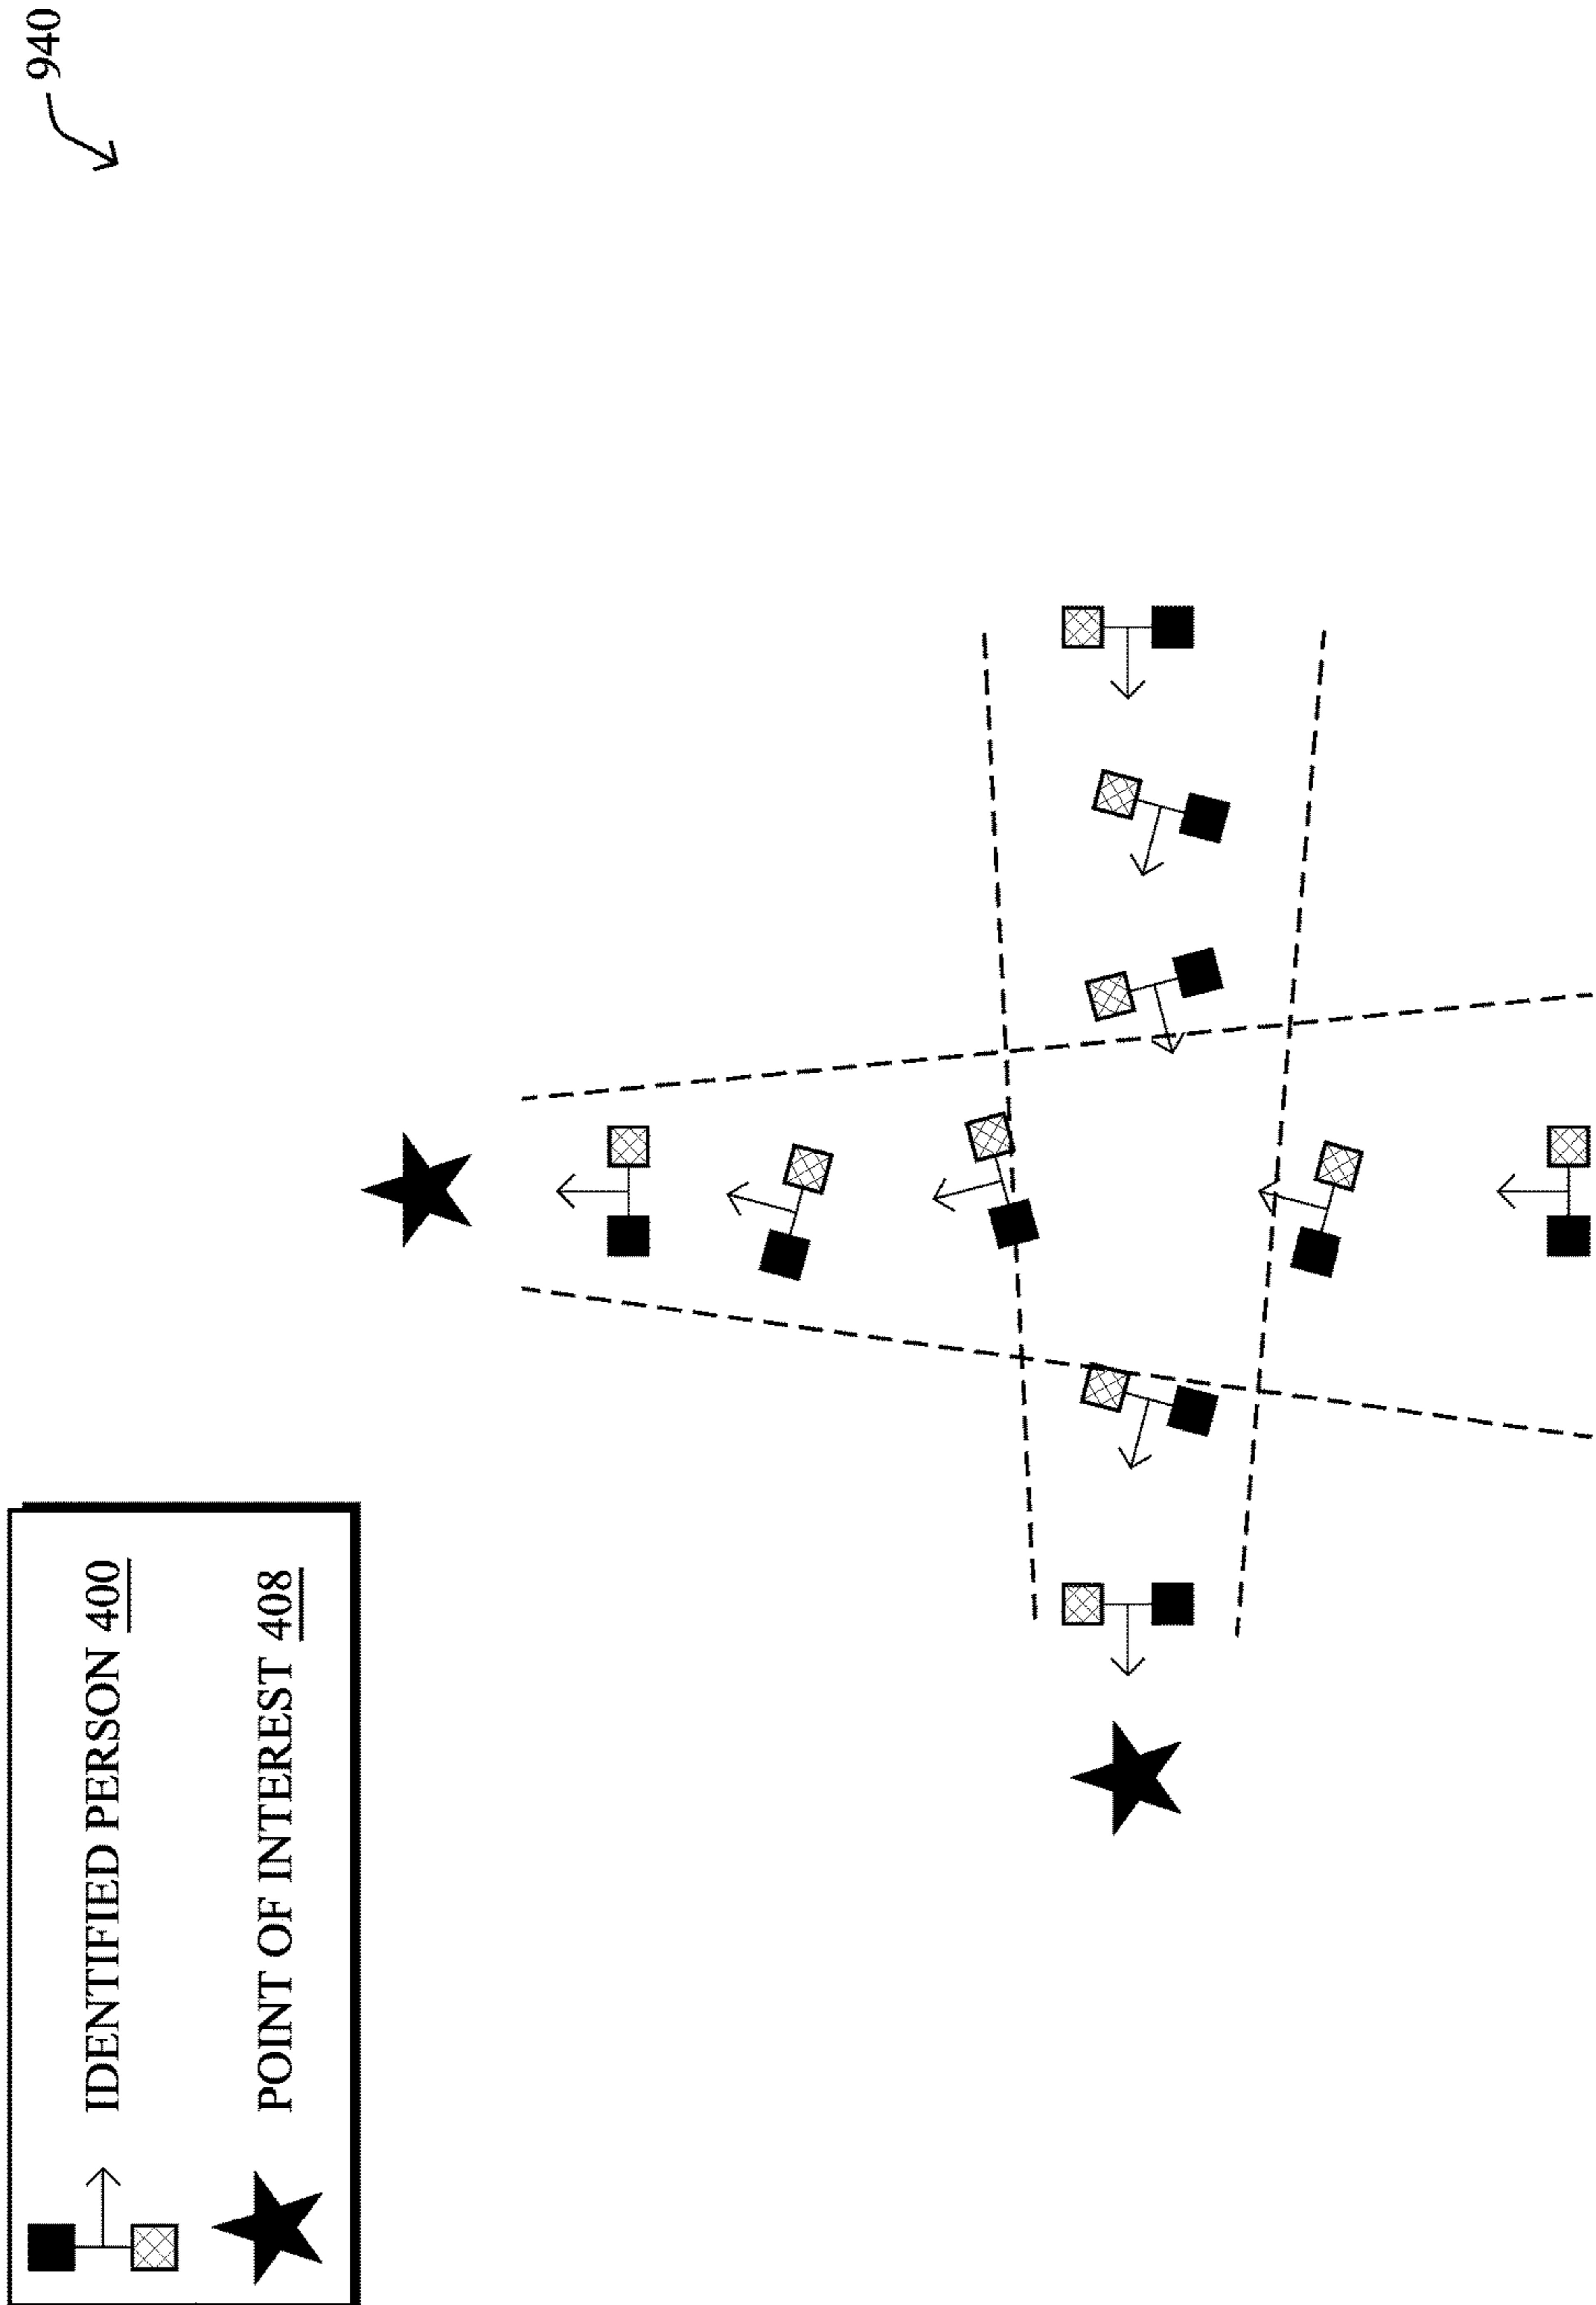 940
IDENTIFIED PERSON 400
POINT OF INTEREST 408